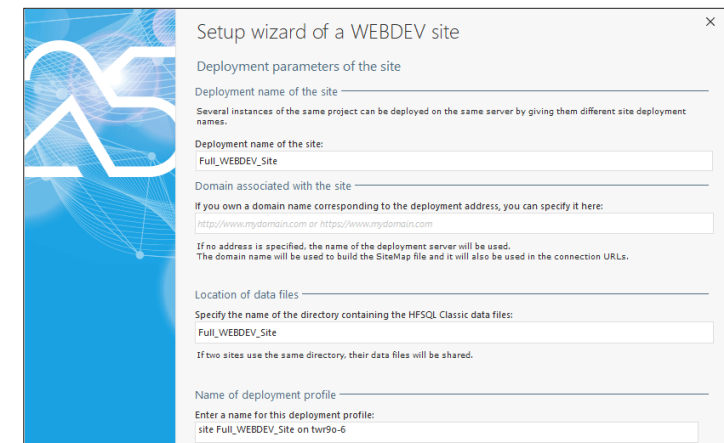 Setup wizard of a WEBDEV site
Deployment parameters of the site
Deployment name of the site
Several instances of the same project can be deployed on the same server by giving them different site deployment
names.
Deployment name of the site:
Full_WEBDEV_Site
Domain associated with the site
If you own a domain name corresponding to the deployment address, you can specify it here:
http://www.mydomain.com or https://www.mydomain.com
If no address is specified, the name of the deployment server will be used.
The domain name will be used to build the SiteMap file and it will also be used in the connection URLs.
Location of data files
Specify the name of the directory containing the HFSQL Classic data files:
Full_WEBDEV_Site
If two sites use the same directory, their data files will be shared.
Name of deployment profile
Enter a name for this deployment profile:
site Full_WEBDEV_Site on twr9o-6